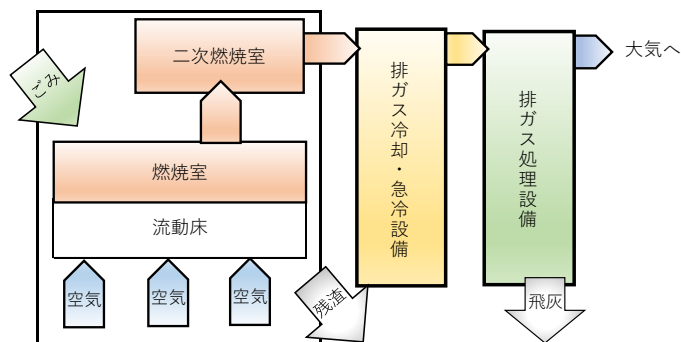 二次燃焼室
大気へ
ごみ
排ガス冷却・急冷設備
排ガス処理設備
燃焼室
流動床
空気
空気
空気
残渣
飛灰